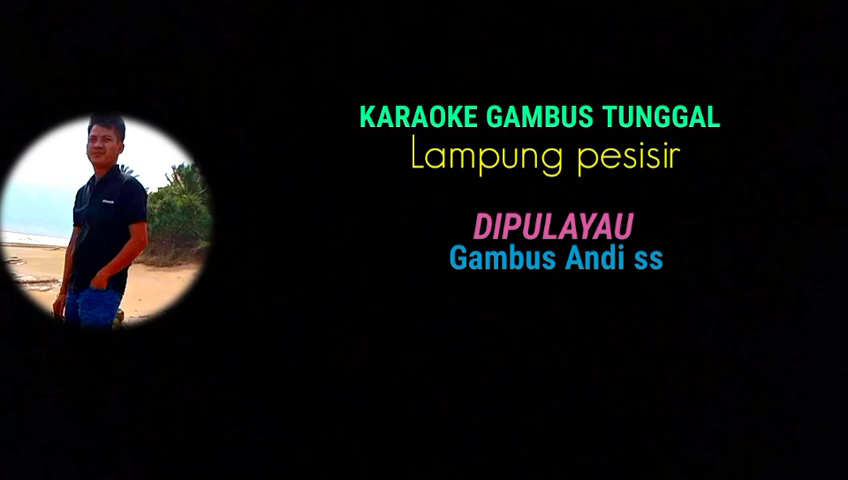 KARAOKE GAMBUS TUNGGAL
Lampung pesisir
DIPULAYAU
Gambus Andi ss